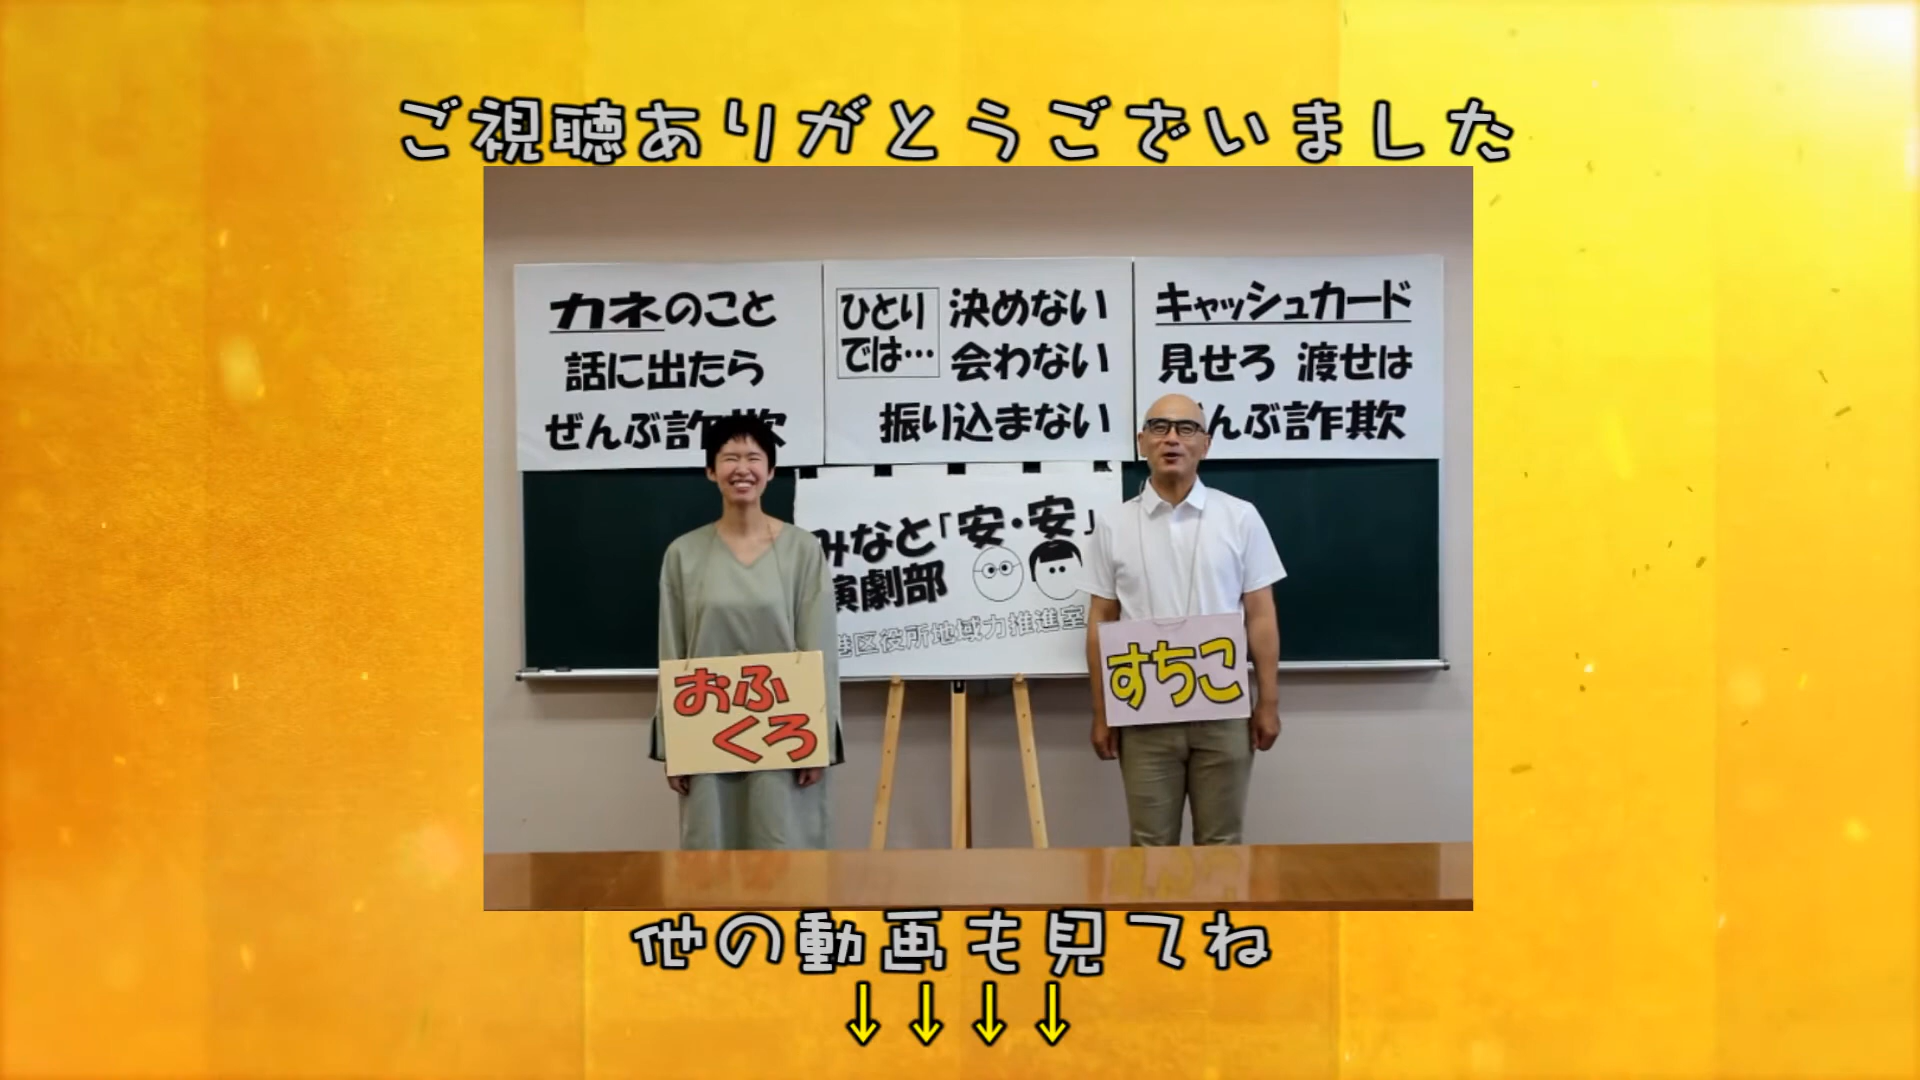 ご視聴ありがとうございました
カネのこと
話に出たら
ぜんぶ詐欺
ひとり
では…
決めない
会わない
振り込まない
キャッシュカード
見せろ 渡せは
んぶ詐欺
みなと「安・安」
演劇部
港区役所地域力推進室
おふ
くろ
すちこ
他の動画も見てね
↓↓↓↓